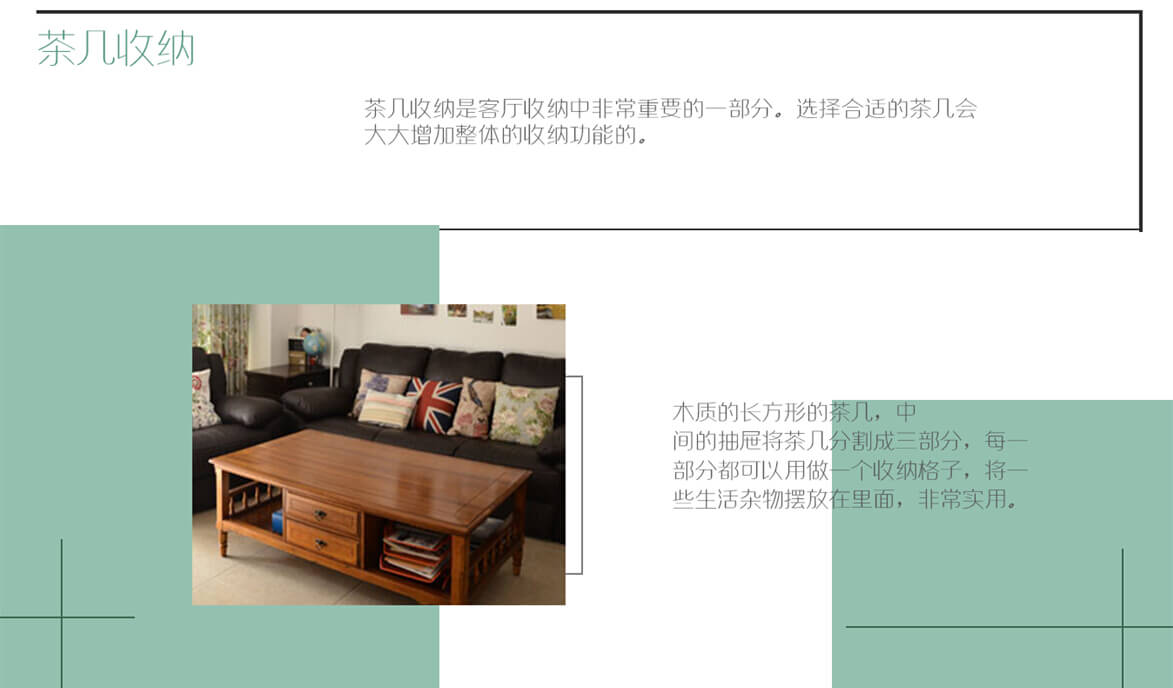 茶几收纳
茶几收纳是客厅收纳中非常重要的一部分。选择合适的茶几会
大大增加整体的收纳功能的。
木质的长方形的茶几，中
间的抽屉将茶几分割成三部分，每一
部分都可以用做一个收纳格子，将一
些生活杂物摆放在里面，非常实用。